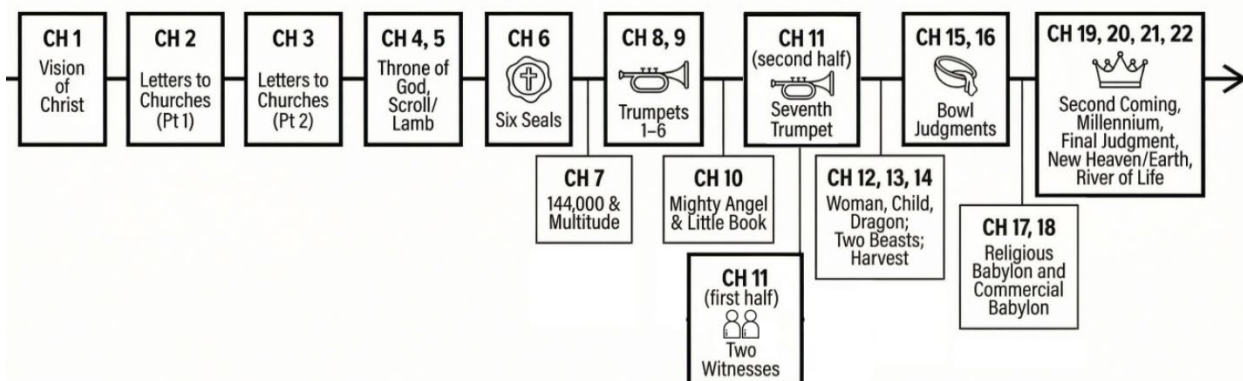 CH 1
Vision
of
Christ
CH 2
Letters to
Churches
(Pt 1)
CH 3
Letters to
Churches
(Pt 2)
CH 4, 5
Throne of
God,
Scroll/
Lamb
CH 6
Six Seals
CH 7
144,000 &
Multitude
CH 8, 9
Trumpets
1–6
CH 10
Mighty Angel
& Little Book
CH 11
(first half)
Two
Witnesses
CH 11
(second half)
Seventh
Trumpet
CH 12, 13, 14
Woman, Child,
Dragon;
Two Beasts;
Harvest
CH 15, 16
Bowl
Judgments
CH 17, 18
Religious
Babylon and
Commercial
Babylon
CH 19, 20, 21, 22
Second Coming,
Millennium,
Final Judgment,
New Heaven/Earth,
River of Life